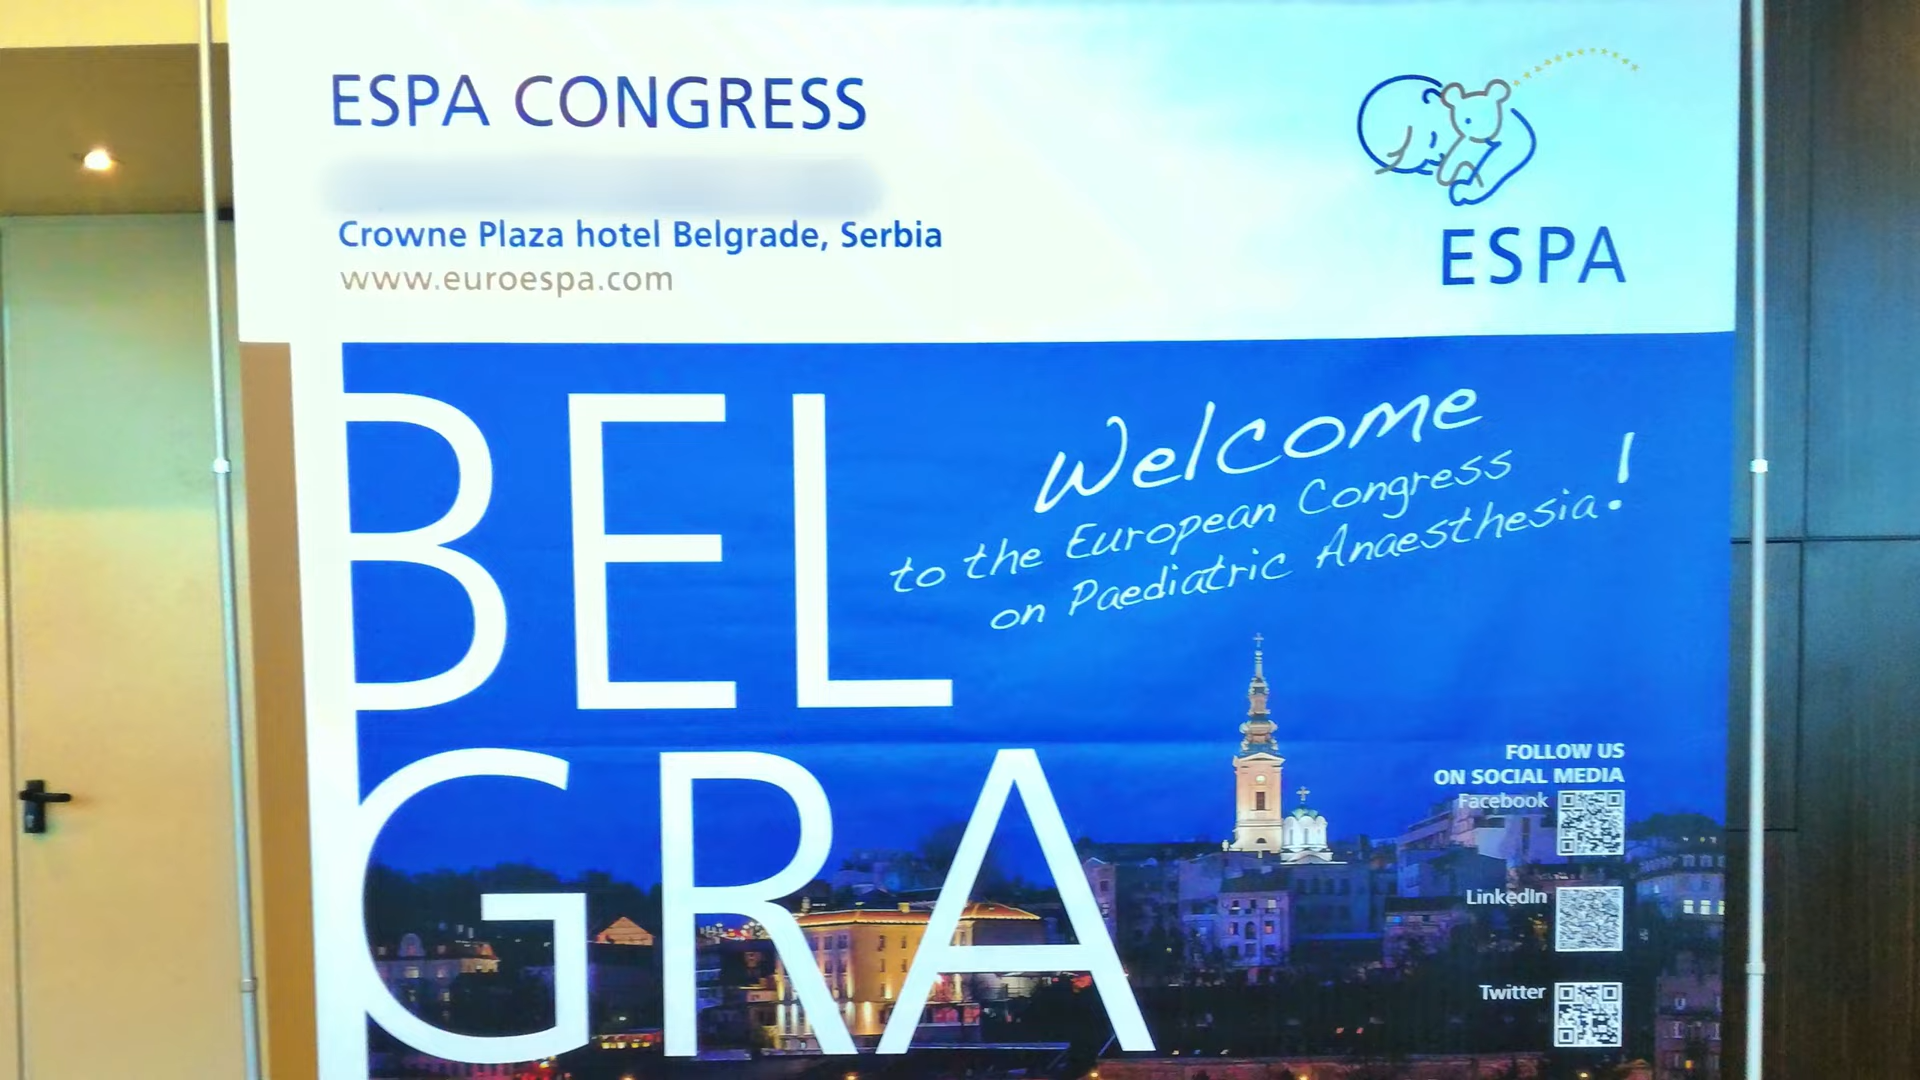 ESPA CONGRESS
Crowne Plaza hotel Belgrade, Serbia
www.euroespa.com
ESPA
BEL
GRA
Welcome
to the European Congress
on Paediatric Anaesthesia!
FOLLOW US
ON SOCIAL MEDIA
Facebook
LinkedIn
Twitter